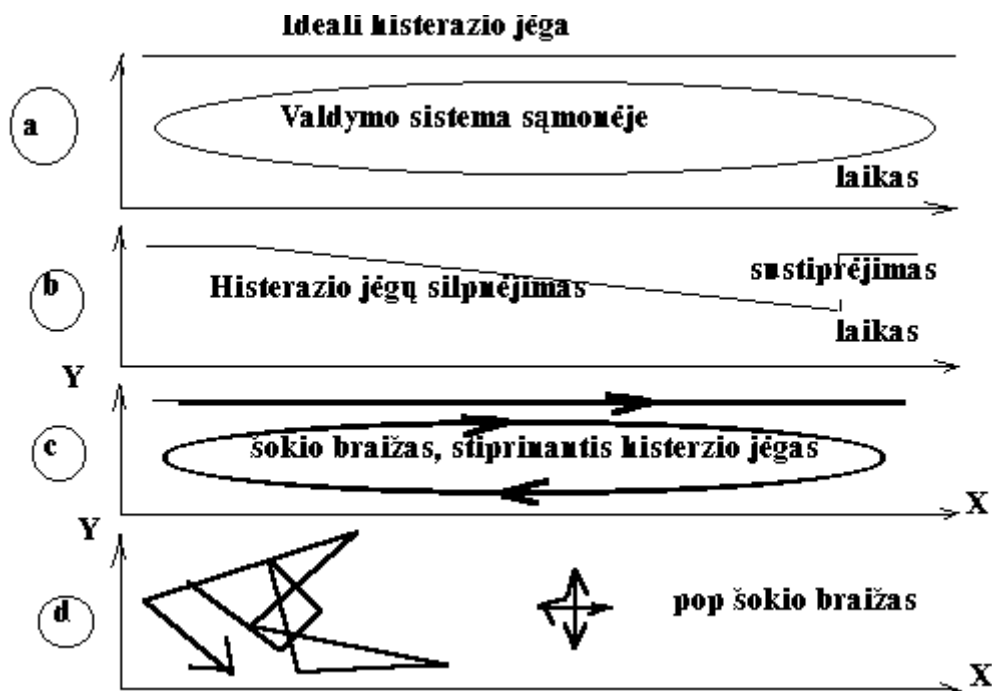 Ideali histerazio jėga
a
Valdymo sistema sąmonėje
laikas
b
sustiprėjimas
Histerazio jėgų silpnėjimas
laikas
Y
c
šokio braižas, stiprinantis histerzio jėgas
X
Y
d
pop šokio braižas
X